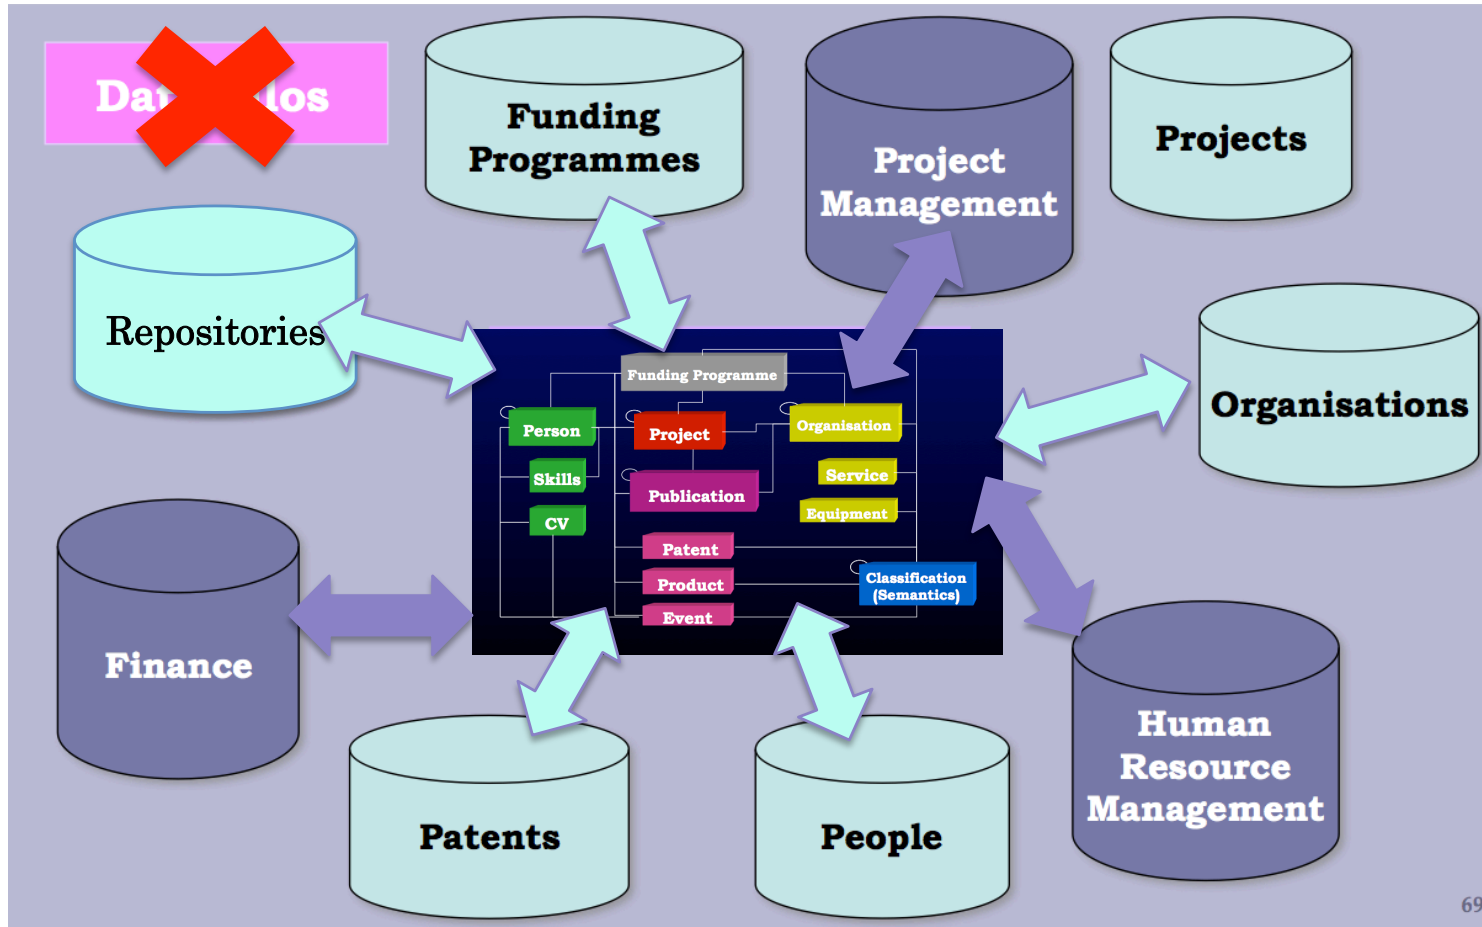 Funding
Programmes
Project
Management
Projects
Repositories
Organisations
Funding Programme
Person
Project
Organisation
Skills
Publication
Service
CV
Equipment
Patent
Product
Classification
(Semantics)
Event
Finance
Human
Resource
Management
Patents
People
69